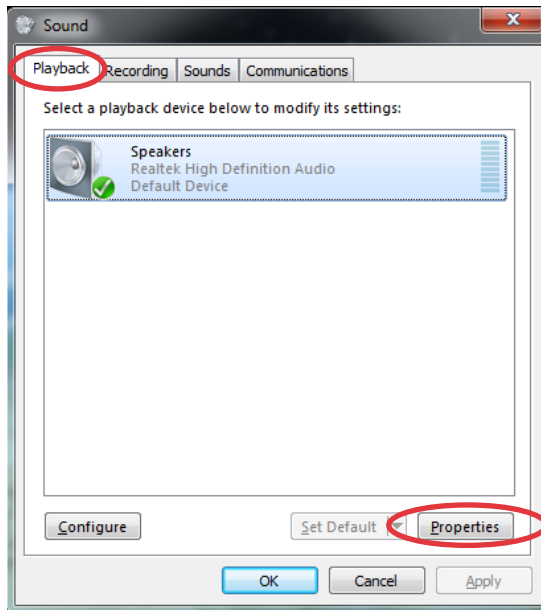 Sound
Playback Recording Sounds Communications
Select a playback device below to modify its settings:
Speakers
Realtek High Definition Audio
Default Device
Configure Set Default Properties
OK Cancel Apply